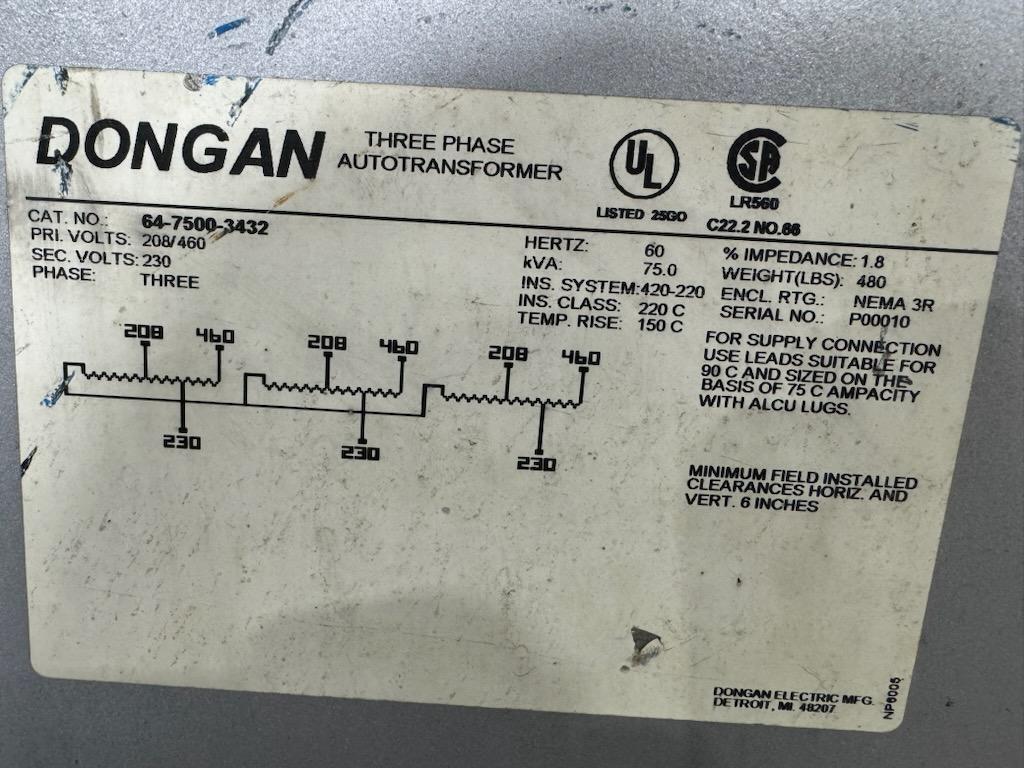 DONGAN
THREE PHASE
AUTOTRANSFORMER
UL
LISTED 25GO
SA
LR560
C22.2 NO.66
CAT. NO.: 64-7500-3432
PRI. VOLTS: 208/460
SEC. VOLTS: 230
PHASE: THREE
HERTZ: 60
kVA: 75.0
INS. SYSTEM: 420-220
INS. CLASS: 220 C
TEMP. RISE: 150 C
% IMPEDANCE: 1.8
WEIGHT(LBS): 480
ENCL. RTG.: NEMA 3R
SERIAL NO.: P00010
208 460 208 460 208 460
230 230 230
FOR SUPPLY CONNECTION
USE LEADS SUITABLE FOR
90 C AND SIZED ON THE
BASIS OF 75 C AMPACITY
WITH ALCU LUGS.
MINIMUM FIELD INSTALLED
CLEARANCES HORIZ. AND
VERT. 6 INCHES
DONGAN ELECTRIC MFG.
DETROIT, MI. 48207
NP6005